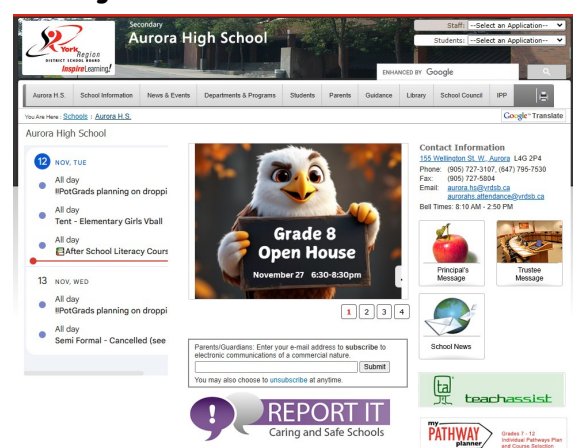 York Region
DISTRICT SCHOOL BOARD
Inspire Learning!
Secondary
Aurora High School
Staff: --Select an Application--
Students: --Select an Application--
ENHANCED BY Google
Aurora H.S. School Information News & Events Departments & Programs Students Parents Guidance Library School Council IPP
You Are Here : Schools : Aurora H.S.
Google™ Translate
Aurora High School
12 NOV, TUE
All day
!!PotGrads planning on droppi
All day
Tent - Elementary Girls Vball
All day
After School Literacy Cours
13 NOV, WED
All day
!!PotGrads planning on droppi
All day
Semi Formal - Cancelled (see
Grade 8
Open House
November 27 6:30-8:30pm
1 2 3 4
Parents/Guardians: Enter your e-mail address to subscribe to
electronic communications of a commercial nature.
Submit
You may also choose to unsubscribe at anytime.
REPORT IT
Caring and Safe Schools
Contact Information
155 Wellington St. W., Aurora L4G 2P4
Phone: (905) 727-3107, (647) 795-7530
Fax: (905) 727-5804
Email: aurora.hs@yrdsb.ca
aurorahs.attendance@yrdsb.ca
Bell Times: 8:10 AM - 2:50 PM
Principal's
Message
Trustee
Message
School News
ta
teachassist
my
PATHWAY
planner
Grades 7 - 12
Individual Pathways Plan
and Course Selection